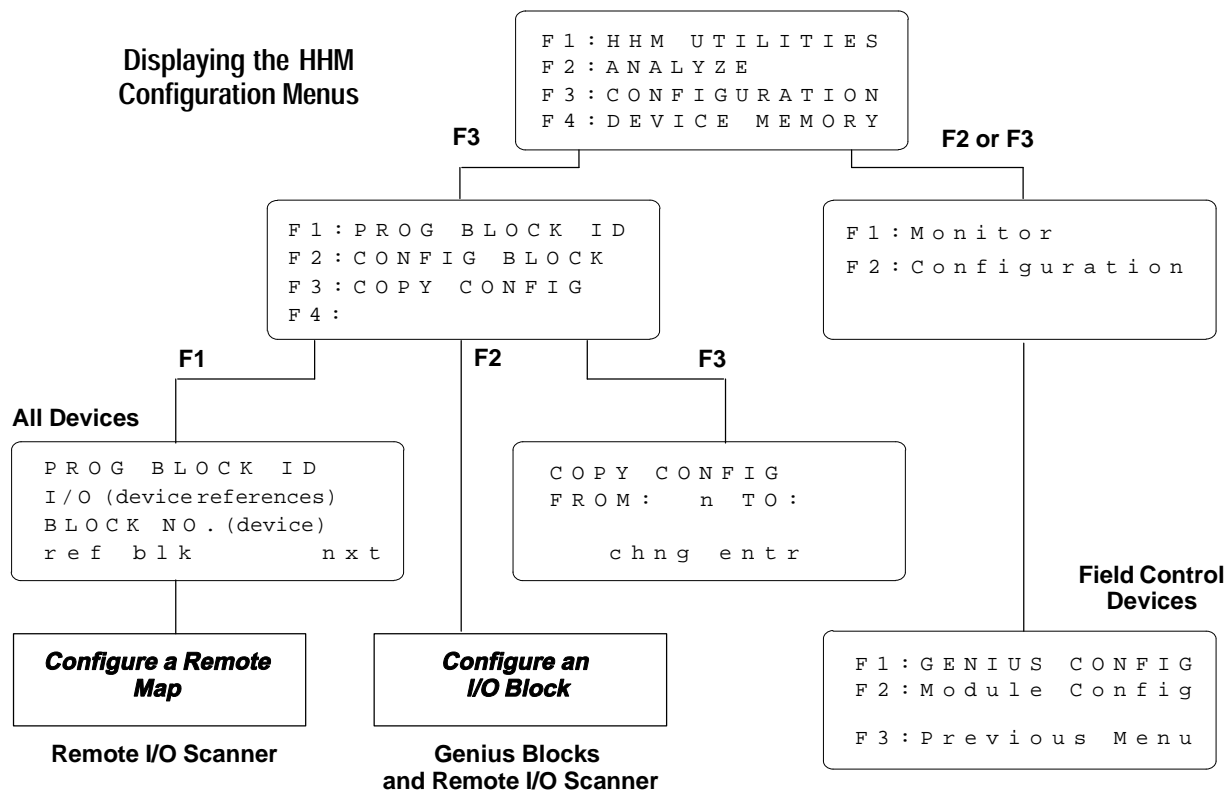 Displaying the HHM
Configuration Menus
F1:HHM UTILITIES
F2:ANALYZE
F3:CONFIGURATION
F4:DEVICE MEMORY
F3
F2 or F3
F1:PROG BLOCK ID
F2:CONFIG BLOCK
F3:COPY CONFIG
F4:
F1:Monitor
F2:Configuration
F1
F2
F3
All Devices
PROG BLOCK ID
I/O (device references)
BLOCK NO. (device)
ref blk nxt
COPY CONFIG
FROM: n TO:
chng entr
Field Control
Devices
Configure a Remote
Map
Configure an
I/O Block
F1:GENIUS CONFIG
F2:Module Config
F3:Previous Menu
Remote I/O Scanner
Genius Blocks
and Remote I/O Scanner